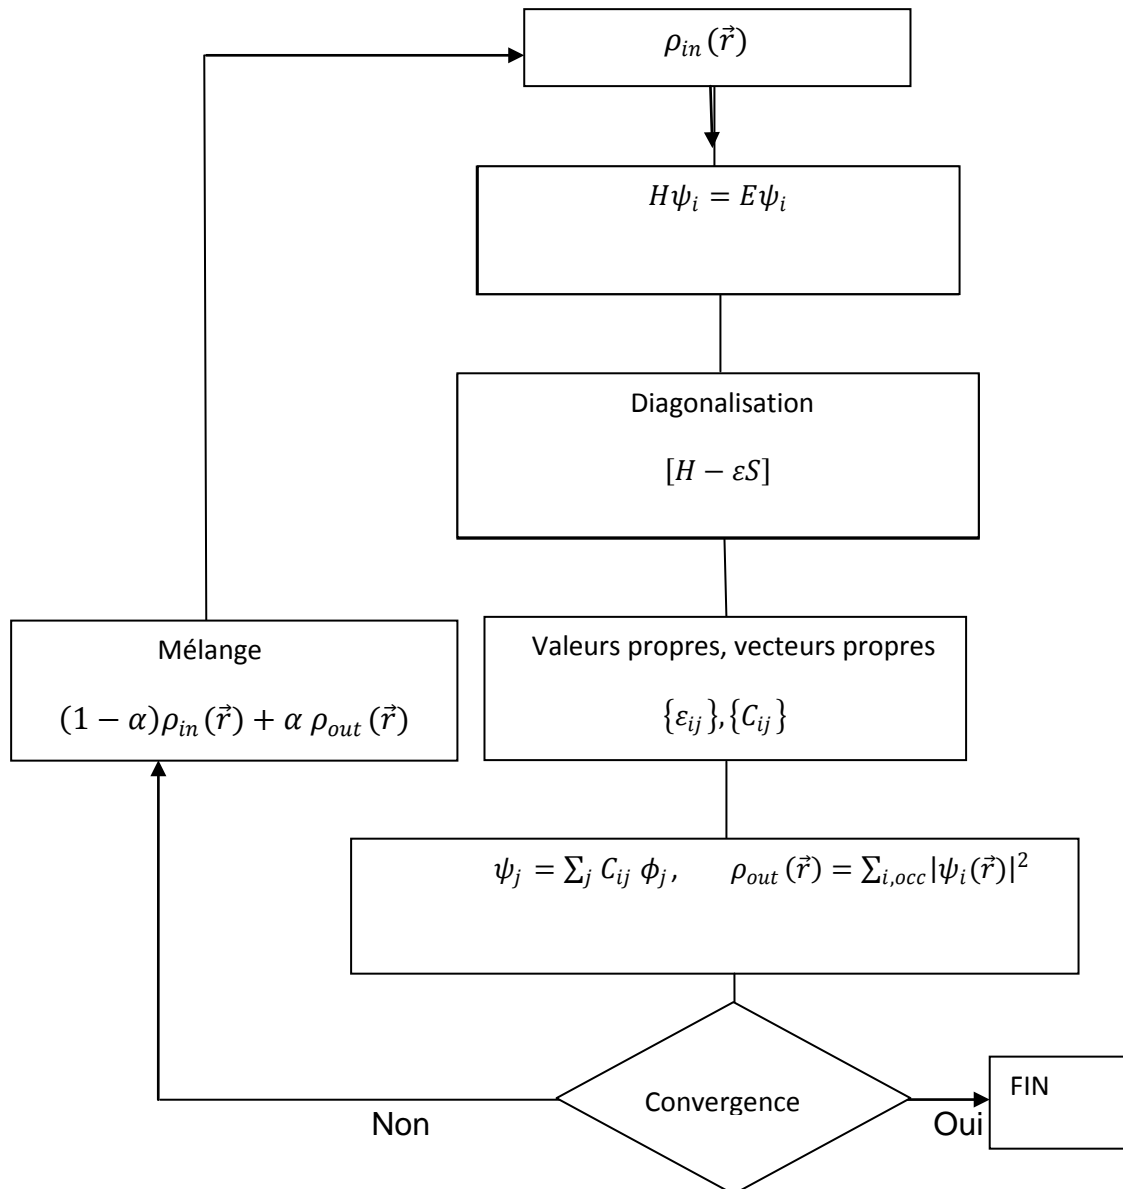 ρ_in(r⃗)
Hψ_i = Eψ_i
Diagonalisation
[H − εS]
Mélange
(1 − α)ρ_in(r⃗) + α ρ_out(r⃗)
Valeurs propres, vecteurs propres
{ε_ij}, {C_ij}
ψ_j = ∑_j C_ij ϕ_j, ρ_out(r⃗) = ∑_i,occ|ψ_i(r⃗)|²
Convergence
FIN
Non
Oui